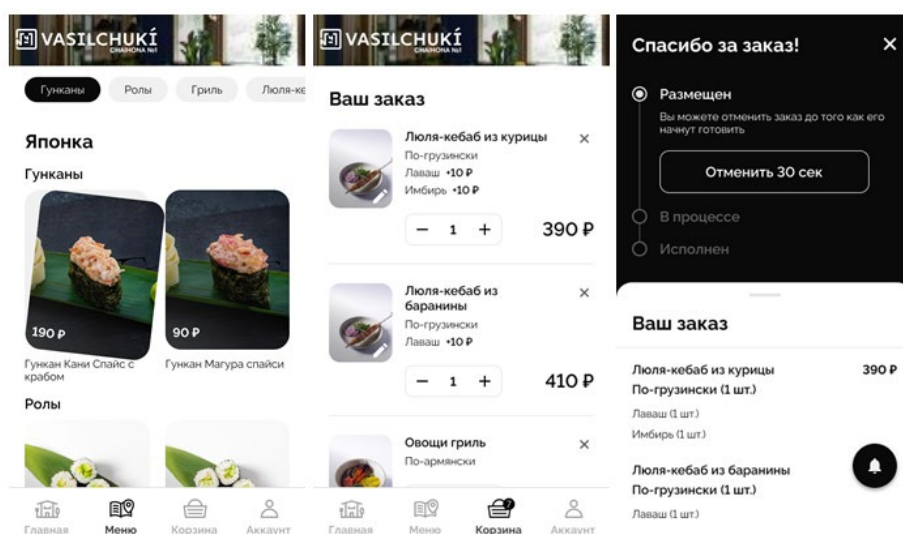 VASILCHUKÍ
CHAIHONA №1
Гунканы
Ролы
Гриль
Люля-ке
Японка
Гунканы
190 ₽
90 ₽
Гункан Кани Спайс с
крабом
Гункан Магура спайси
Ролы
Главная
Меню
Корзина
Аккаунт
VASILCHUKÍ
CHAIHONA №1
Ваш заказ
Люля-кебаб из курицы
По-грузински
Лаваш +10 ₽
Имбирь +10 ₽
1
390 ₽
Люля-кебаб из
баранины
По-грузински
Лаваш +10 ₽
1
410 ₽
Овощи гриль
По-армянски
Главная
Меню
7
Корзина
Аккаунт
Спасибо за заказ!
Размещен
Вы можете отменить заказ до того как его
начнут готовить
Отменить 30 сек
В процессе
Исполнен
Ваш заказ
Люля-кебаб из курицы 390 ₽
По-грузински (1 шт.)
Лаваш (1 шт.)
Имбирь (1 шт.)
Люля-кебаб из баранины
По-грузински (1 шт.)
Лаваш (1 шт.)